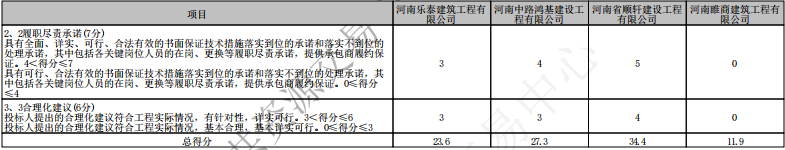 项目
河南乐泰建筑工程有限公司
河南中路鸿基建设工程有限公司
河南省顺轩建设工程有限公司
河南睢商建筑工程有限公司
2、2履职尽责承诺(7分)
具有全面、详实、可行、合法有效的书面保证技术措施落实到位的承诺和落实不到位的
处理承诺，其中包括各关键岗位人员的在岗、更换等履职尽责承诺，提供承包商履约保
证。4<得分≤7
具有可行、合法有效的书面保证技术措施落实到位的承诺和落实不到位的处理承诺，其
中包括各关键岗位人员的在岗、更换等履职尽责承诺，提供承包商履约保证。0≤得分
≤4
3
4
5
0
3、3合理化建议(6分)
投标人提出的合理化建议符合工程实际情况，有针对性，详实可行。3<得分≤6
投标人提出的合理化建议符合工程实际情况，基本合理，基本详实可行。0≤得分≤3
3
3
4
0
总得分
23.6
27.3
34.4
11.9
共资源交易
易中心